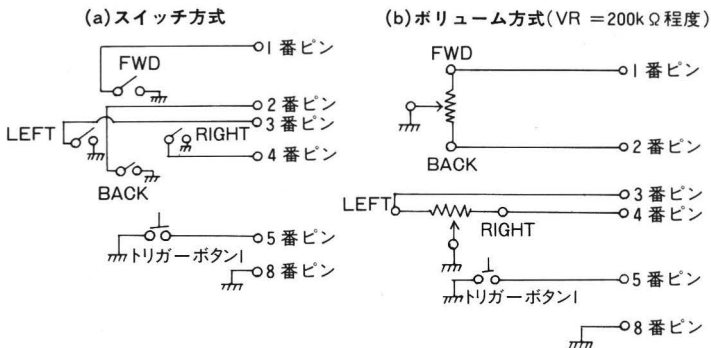 (a)スイッチ方式
FWD
1番ピン
2番ピン
3番ピン
LEFT
RIGHT
4番ピン
BACK
5番ピン
トリガーボタン1
8番ピン
(b)ボリューム方式(VR =200kΩ程度)
FWD
1番ピン
2番ピン
BACK
3番ピン
LEFT
4番ピン
RIGHT
5番ピン
トリガーボタン1
8番ピン